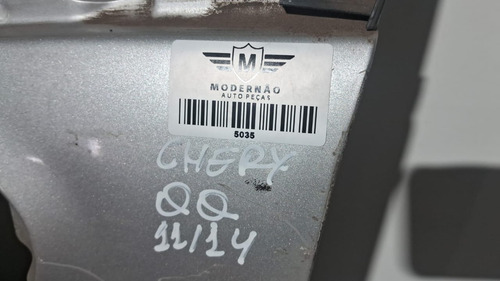 M
MODERNÃO
AUTO PEÇAS
5035
CHERY
QQ
11/14